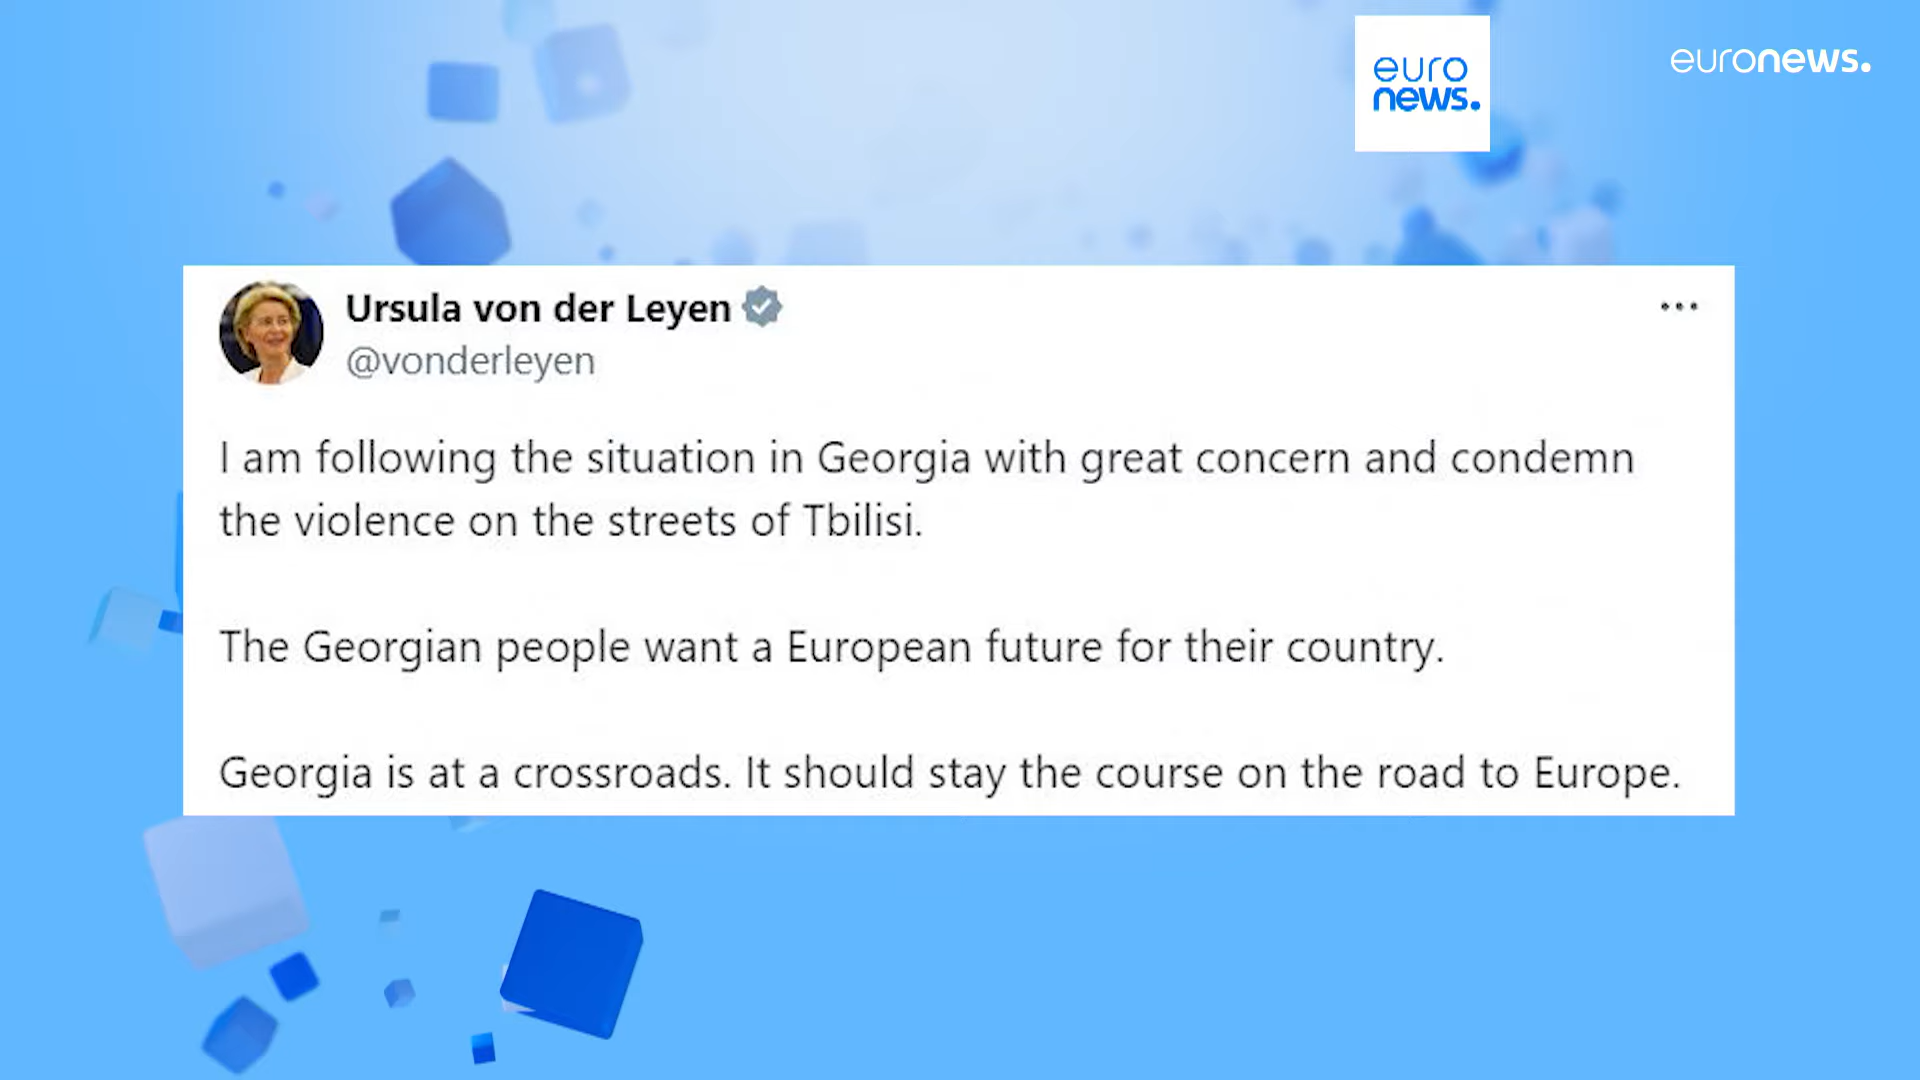 euro
news.
euronews.
Ursula von der Leyen
@vonderleyen
I am following the situation in Georgia with great concern and condemn
the violence on the streets of Tbilisi.
The Georgian people want a European future for their country.
Georgia is at a crossroads. It should stay the course on the road to Europe.